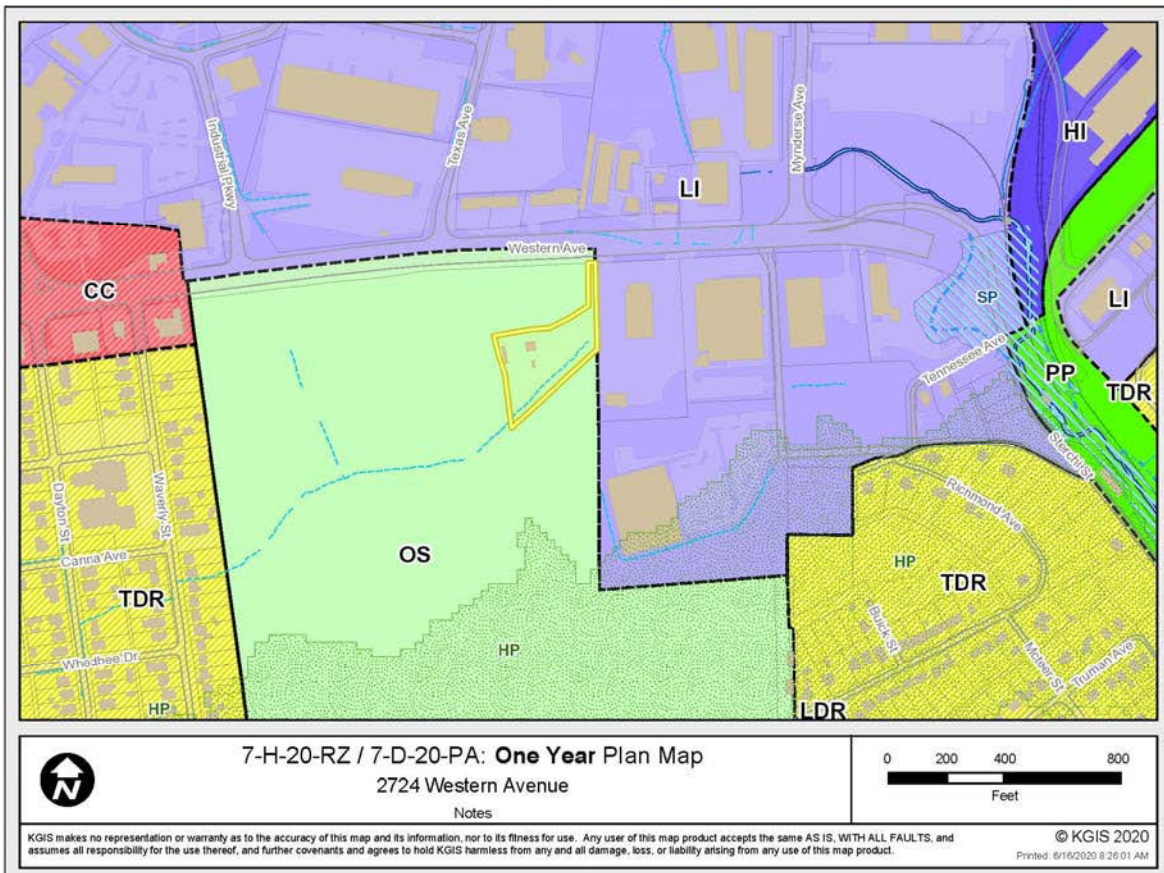 Industrial Pkwy
Texas Ave
Mynderse Ave
HI
LI
Western Ave
CC
SP
LI
Tennessee Ave
PP
TDR
Sterchi St
Dayton St
Waverly St
Richmond Ave
OS
HP
TDR
Canna Ave
TDR
Buick St
McTeer St
Truman Ave
Whedbee Dr
HP
HP
LDR
N
7-H-20-RZ / 7-D-20-PA: One Year Plan Map
2724 Western Avenue
Notes
0 200 400 800
Feet
KGIS makes no representation or warranty as to the accuracy of this map and its information, nor to its fitness for use. Any user of this map product accepts the same AS IS, WITH ALL FAULTS, and
assumes all responsibility for the use thereof, and further covenants and agrees to hold KGIS harmless from any and all damage, loss, or liability arising from any use of this map product.
© KGIS 2020
Printed: 6/16/2020 8:26:01 AM